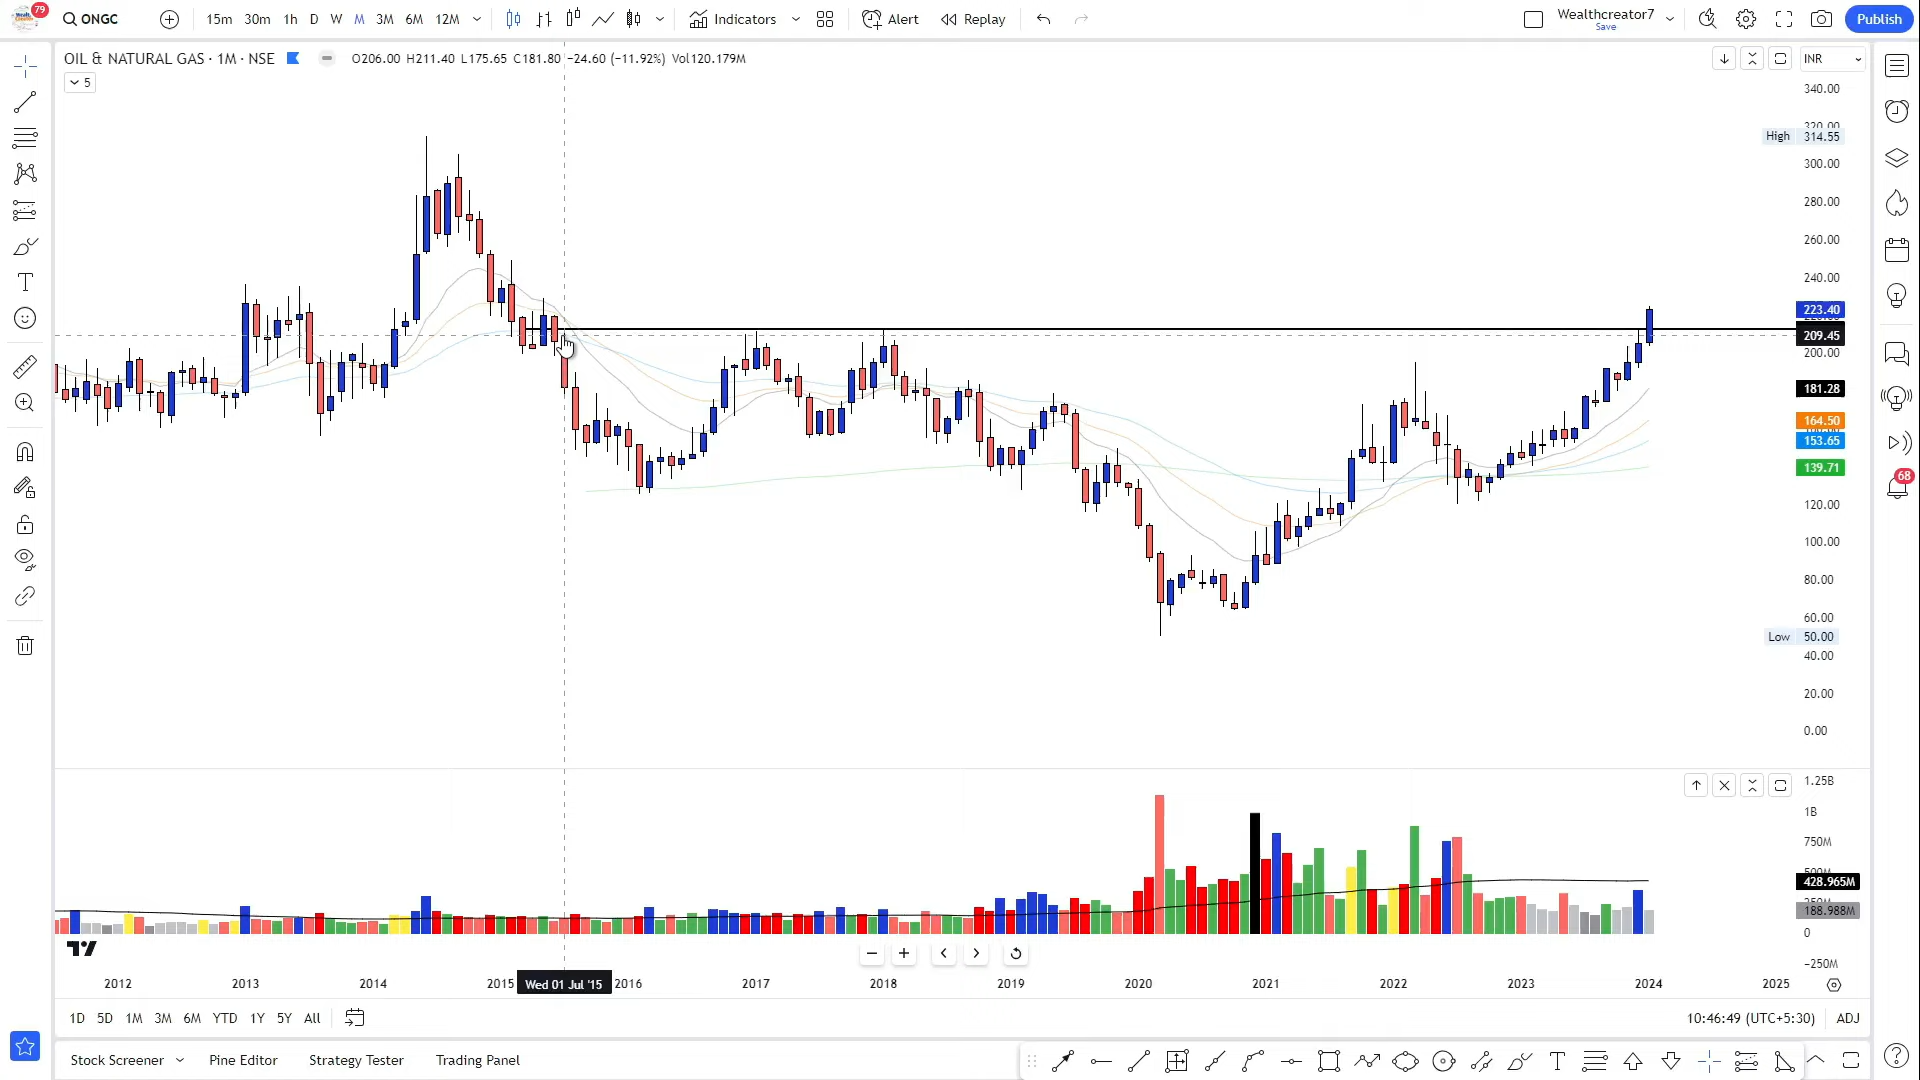 79
ONGC
15m 30m 1h D W M 3M 6M 12M
Indicators
Alert
Replay
Wealthcreator7
Save
Publish
OIL & NATURAL GAS · 1M · NSE
O206.00 H211.40 L175.65 C181.80 −24.60 (−11.92%) Vol120.179M
INR
5
340.00
High 314.55
300.00
280.00
260.00
240.00
223.40
209.45
200.00
181.28
164.50
153.65
139.71
120.00
100.00
80.00
60.00
Low 50.00
40.00
20.00
0.00
68
1.25B
1B
750M
428.965M
188.988M
0
−250M
2012 2013 2014 2015 Wed 01 Jul '15 2016 2017 2018 2019 2020 2021 2022 2023 2024 2025
1D 5D 1M 3M 6M YTD 1Y 5Y All
10:46:49 (UTC+5:30) ADJ
Stock Screener Pine Editor Strategy Tester Trading Panel